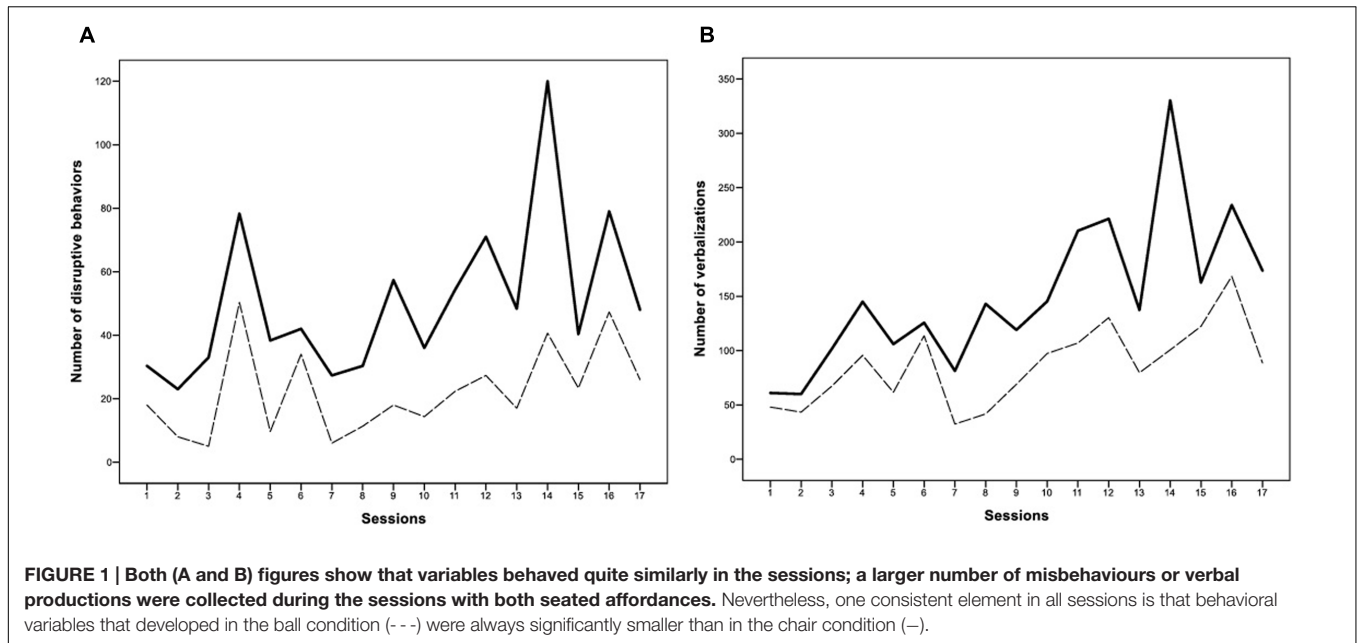 A
B
120
100
80
60
40
20
0
Number of disruptive behaviors
1 2 3 4 5 6 7 8 9 10 11 12 13 14 15 16 17
Sessions
350
300
250
200
150
100
50
0
Number of verbalizations
1 2 3 4 5 6 7 8 9 10 11 12 13 14 15 16 17
Sessions
FIGURE 1 | Both (A and B) figures show that variables behaved quite similarly in the sessions; a larger number of misbehaviours or verbal
productions were collected during the sessions with both seated affordances. Nevertheless, one consistent element in all sessions is that behavioral
variables that developed in the ball condition (- - -) were always significantly smaller than in the chair condition (–).